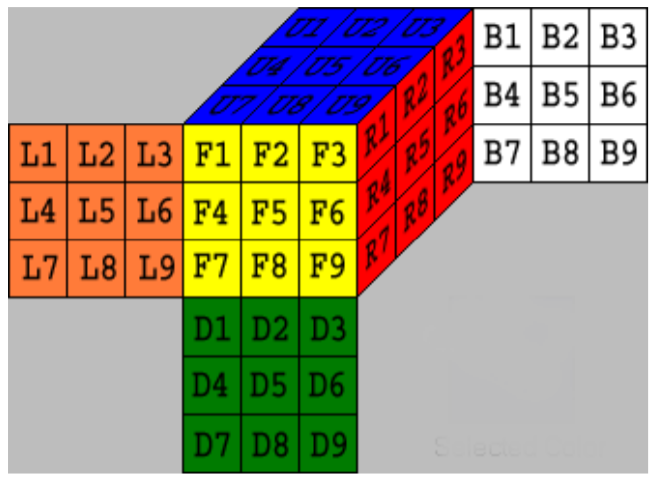 U1 U2 U3 B1 B2 B3
U4 U5 U6 R3
U7 U8 U9 R2 B4 B5 B6
L1 L2 L3 F1 F2 F3 R1 R6 B7 B8 B9
R5
L4 L5 L6 F4 F5 F6 R4 R9
R8
L7 L8 L9 F7 F8 F9 R7
D1 D2 D3
D4 D5 D6
D7 D8 D9 Selected Color